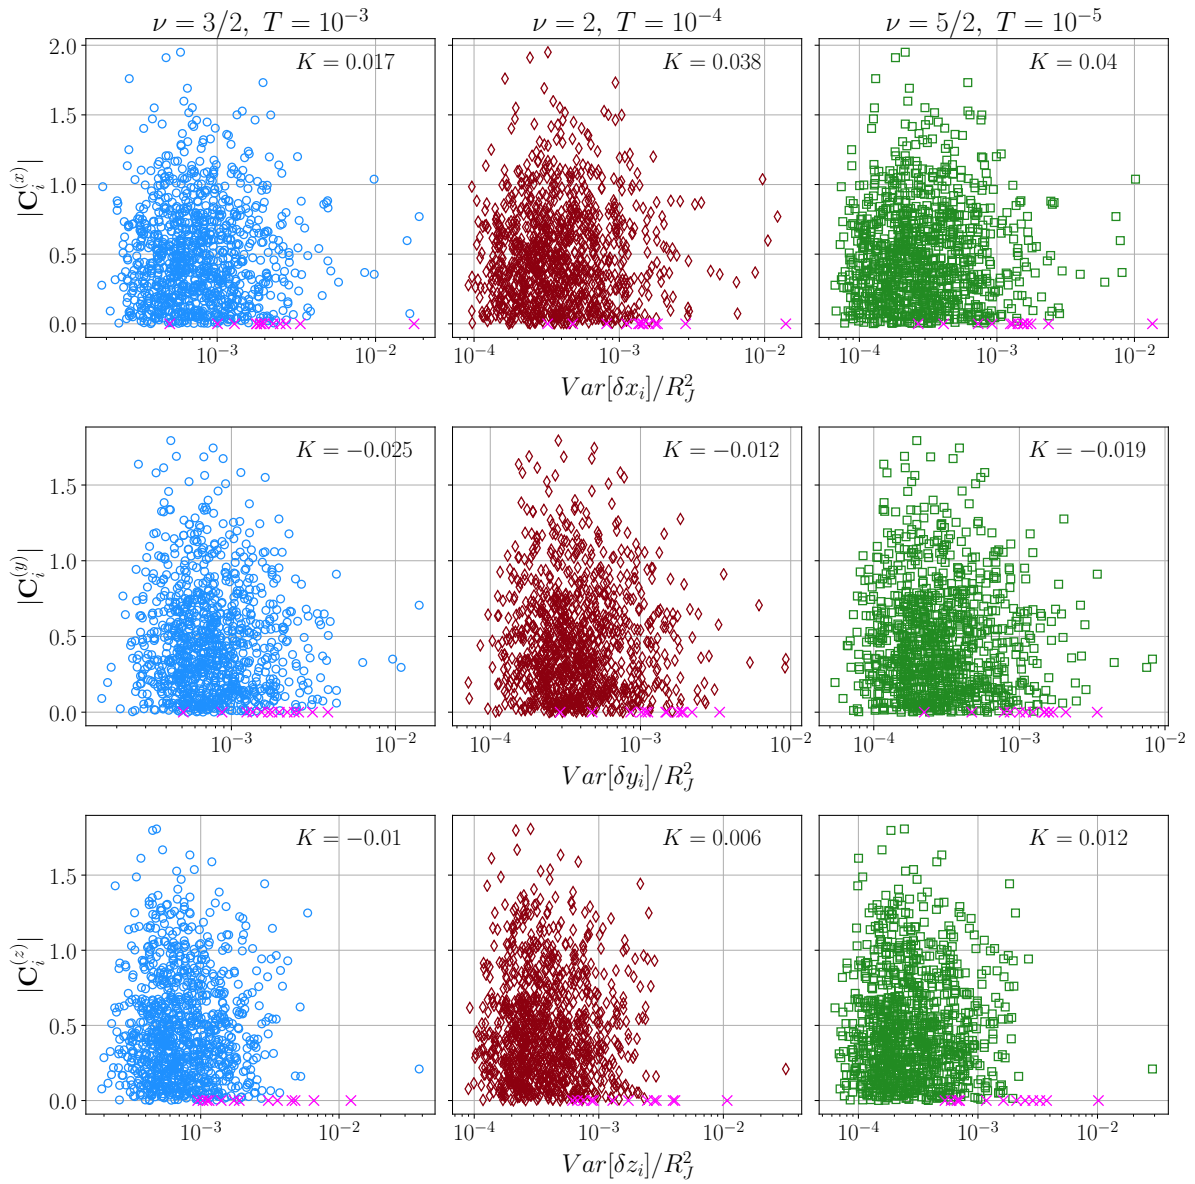 ν = 3/2, T = 10⁻³
ν = 2, T = 10⁻⁴
ν = 5/2, T = 10⁻⁵
|C_i^(x)|
2.0
1.5
1.0
0.5
0.0
K = 0.017
K = 0.038
K = 0.04
10⁻³ 10⁻²
10⁻⁴ 10⁻³ 10⁻²
10⁻⁴ 10⁻³ 10⁻²
Var[δx_i]/R_J^2
|C_i^(y)|
1.5
1.0
0.5
0.0
K = −0.025
K = −0.012
K = −0.019
10⁻³ 10⁻²
10⁻⁴ 10⁻³ 10⁻²
10⁻⁴ 10⁻³ 10⁻²
Var[δy_i]/R_J^2
|C_i^(z)|
1.5
1.0
0.5
0.0
K = −0.01
K = 0.006
K = 0.012
10⁻³ 10⁻²
10⁻⁴ 10⁻³ 10⁻²
10⁻⁴ 10⁻³ 10⁻²
Var[δz_i]/R_J^2